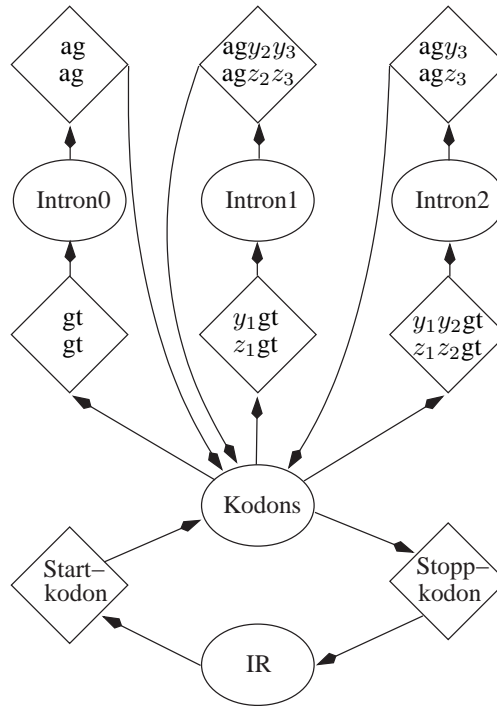 ag
ag
agy₂y₃
agz₂z₃
agy₃
agz₃
Intron0
Intron1
Intron2
gt
gt
y₁gt
z₁gt
y₁y₂gt
z₁z₂gt
Kodons
Start–
kodon
Stopp–
kodon
IR